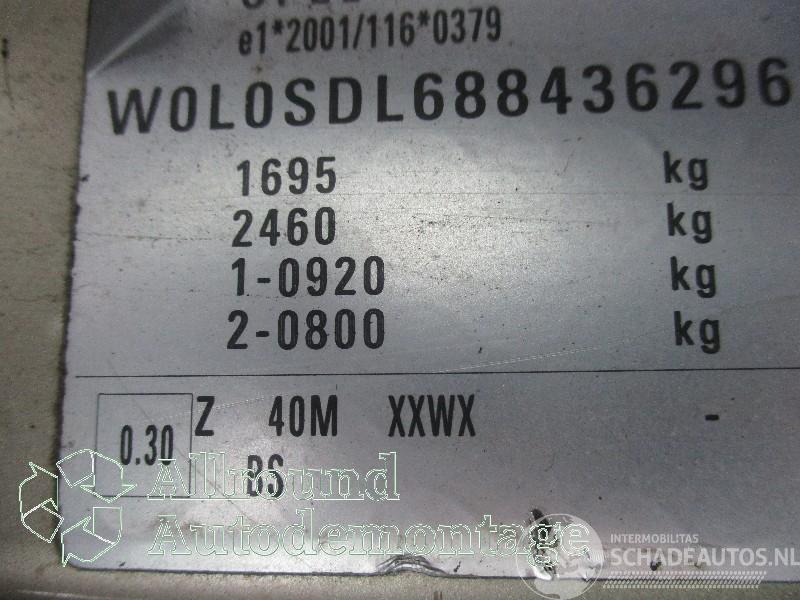 e1*2001/116*0379
W0L0SDL688436296
1695 kg
2460 kg
1-0920 kg
2-0800 kg
0.30 Z 40M XXWX -
BS
Allround
Autodemontage
INTERMOBILITAS
SCHADEAUTOS.NL